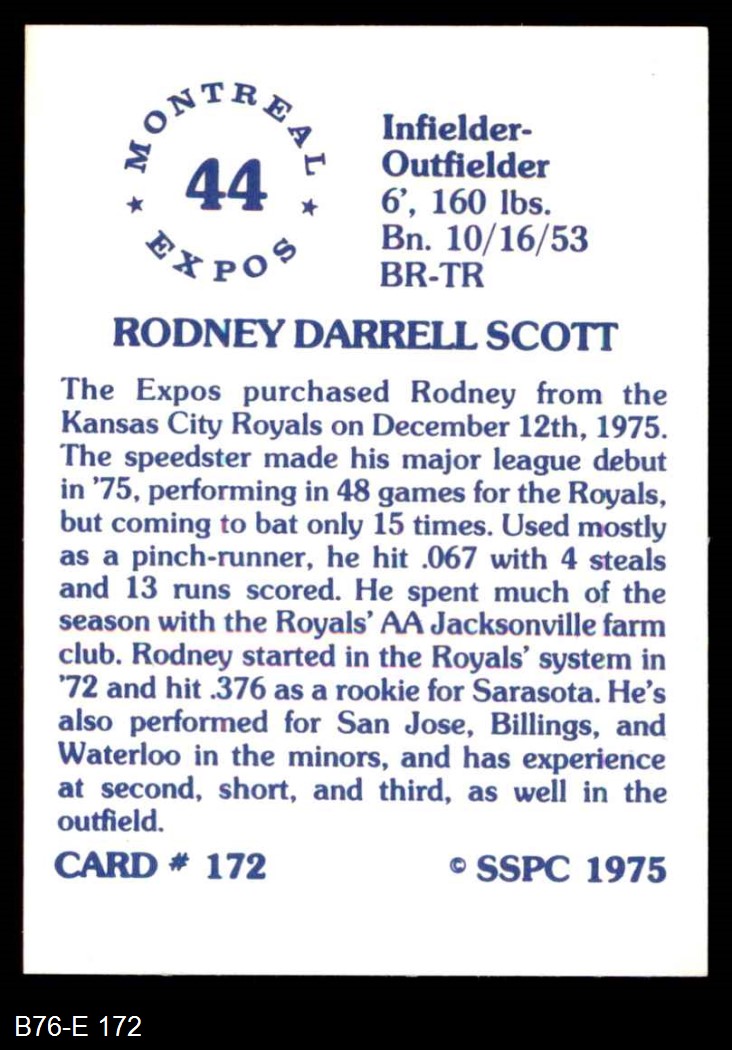 MONTREAL
44
EXPOS
Infielder-
Outfielder
6', 160 lbs.
Bn. 10/16/53
BR-TR
RODNEY DARRELL SCOTT
The Expos purchased Rodney from the
Kansas City Royals on December 12th, 1975.
The speedster made his major league debut
in '75, performing in 48 games for the Royals,
but coming to bat only 15 times. Used mostly
as a pinch-runner, he hit .067 with 4 steals
and 13 runs scored. He spent much of the
season with the Royals' AA Jacksonville farm
club. Rodney started in the Royals' system in
'72 and hit .376 as a rookie for Sarasota. He's
also performed for San Jose, Billings, and
Waterloo in the minors, and has experience
at second, short, and third, as well in the
outfield.
CARD # 172
© SSPC 1975
B76-E 172